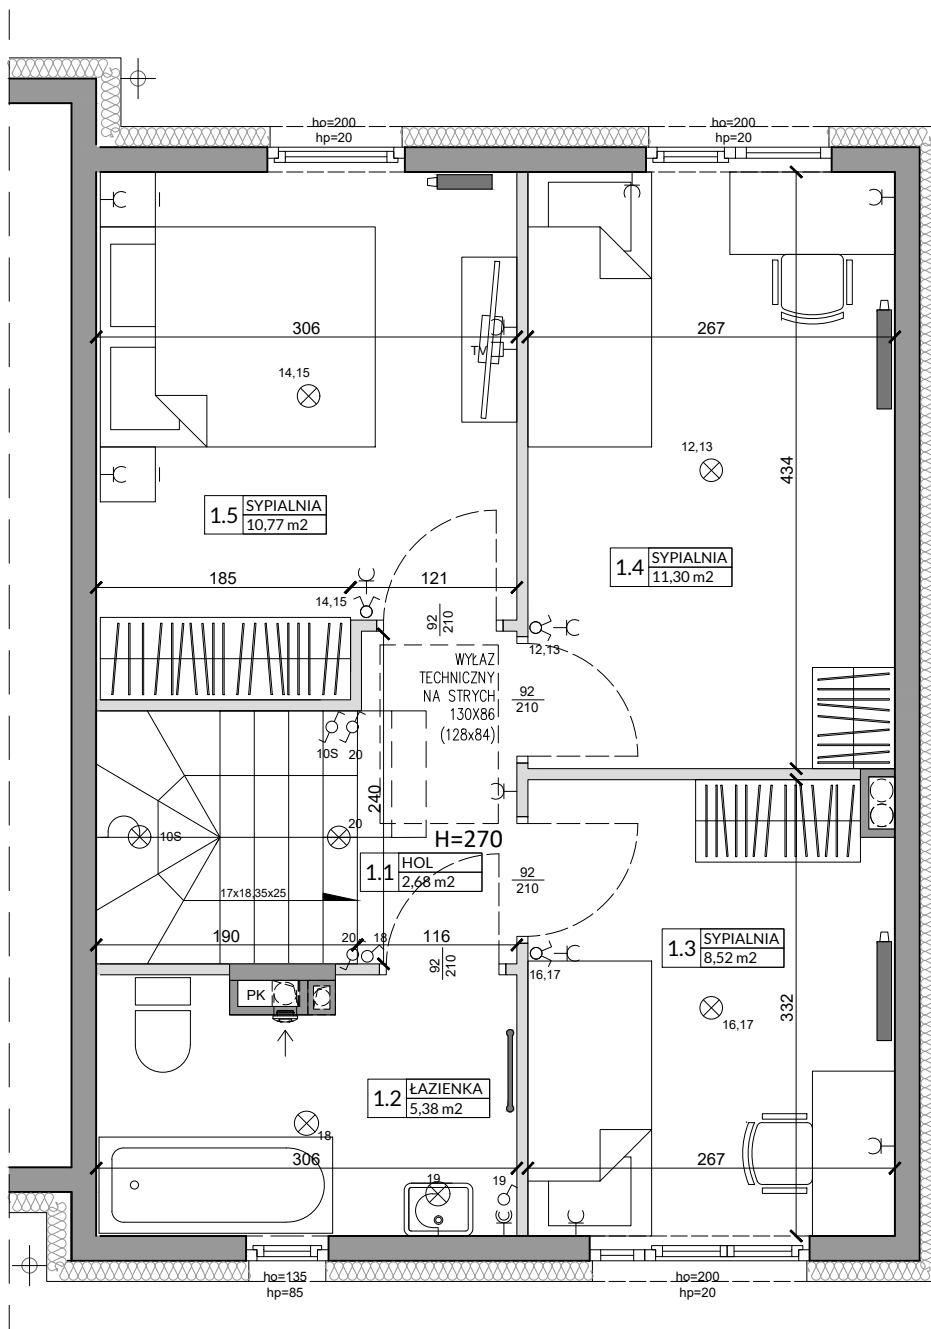 ho=200
hp=20
ho=200
hp=20
306
267
TV
14,15
12,13
434
1.5
SYPIALNIA
10,77 m2
1.4
SYPIALNIA
11,30 m2
185
121
14,15
92
210
12,13
WYŁAZ
TECHNICZNY
NA STRYCH
130X86
(128x84)
92
210
10S
20
240
10S
20
H=270
1.1
HOL
2,68 m2
92
210
17x18,35x25
190
20
18
116
92
210
16,17
1.3
SYPIALNIA
8,52 m2
PK
332
16,17
1.2
ŁAZIENKA
5,38 m2
18
306
267
19
19
ho=135
hp=85
ho=200
hp=20